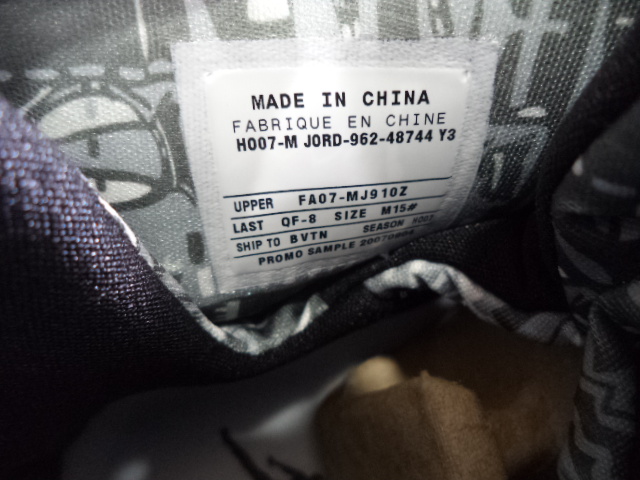 MADE IN CHINA
FABRIQUE EN CHINE
H007-M JORD-962-48744 Y3
UPPER FA07-MJ910Z
LAST QF-8 SIZE M15#
SHIP TO BVTN SEASON
PROMO SAMPLE